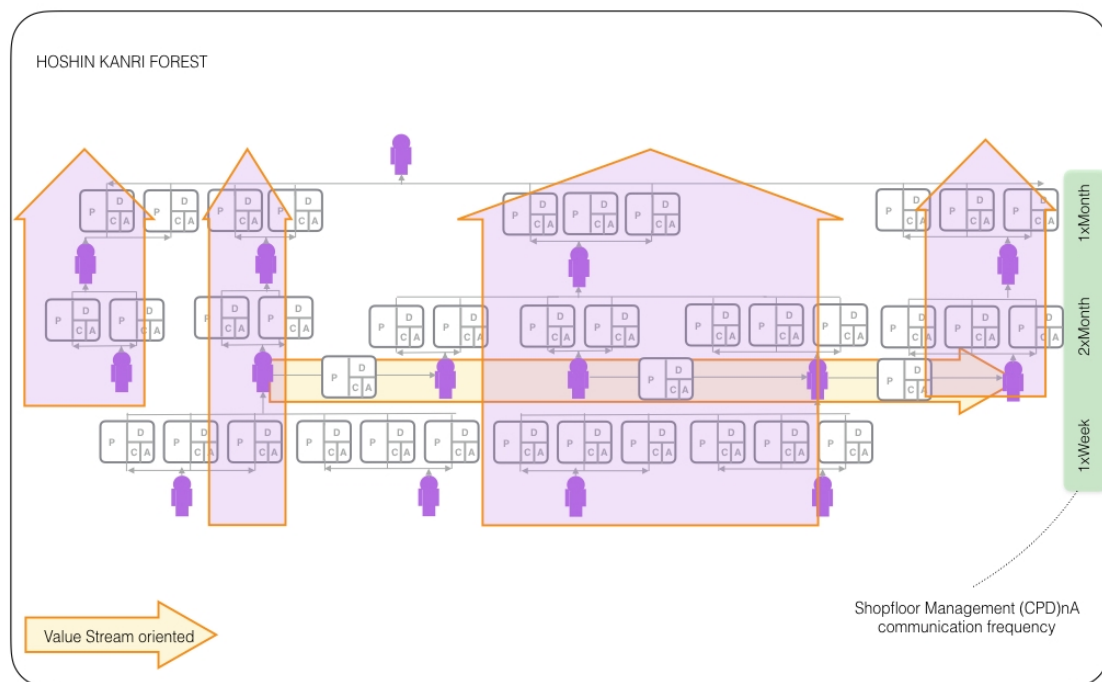 HOSHIN KANRI FOREST
P D P D P D P D P D P D P D P D P D P D
C A C A C A C A C A C A C A C A C A C A
1xMonth
P D P D P D P D P D P D P D P D P D P D P D P D P D P D
C A C A C A C A C A C A C A C A C A C A C A C A C A C A
2xMonth
P D P D P D
C A C A C A
P D P D P D P D P D P D P D P D P D P D P D P D
C A C A C A C A C A C A C A C A C A C A C A C A
1xWeek
Value Stream oriented
Shopfloor Management (CPD)nA
communication frequency